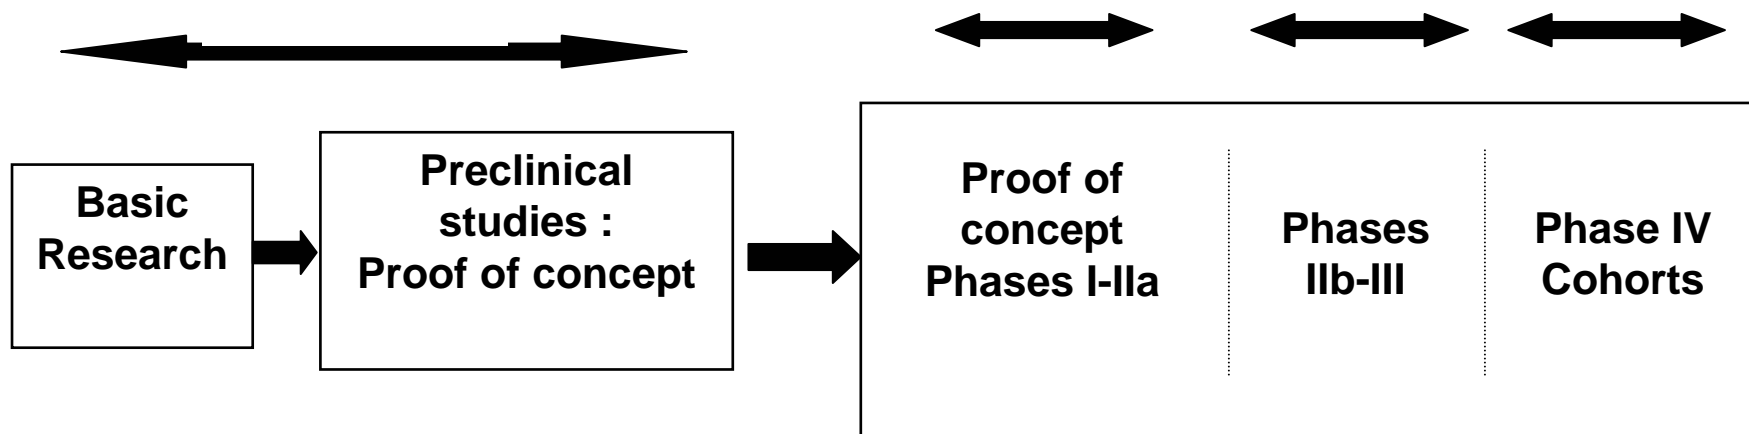 Basic
Research
Preclinical
studies :
Proof of concept
Proof of
concept
Phases I-IIa
Phases
IIb-III
Phase IV
Cohorts